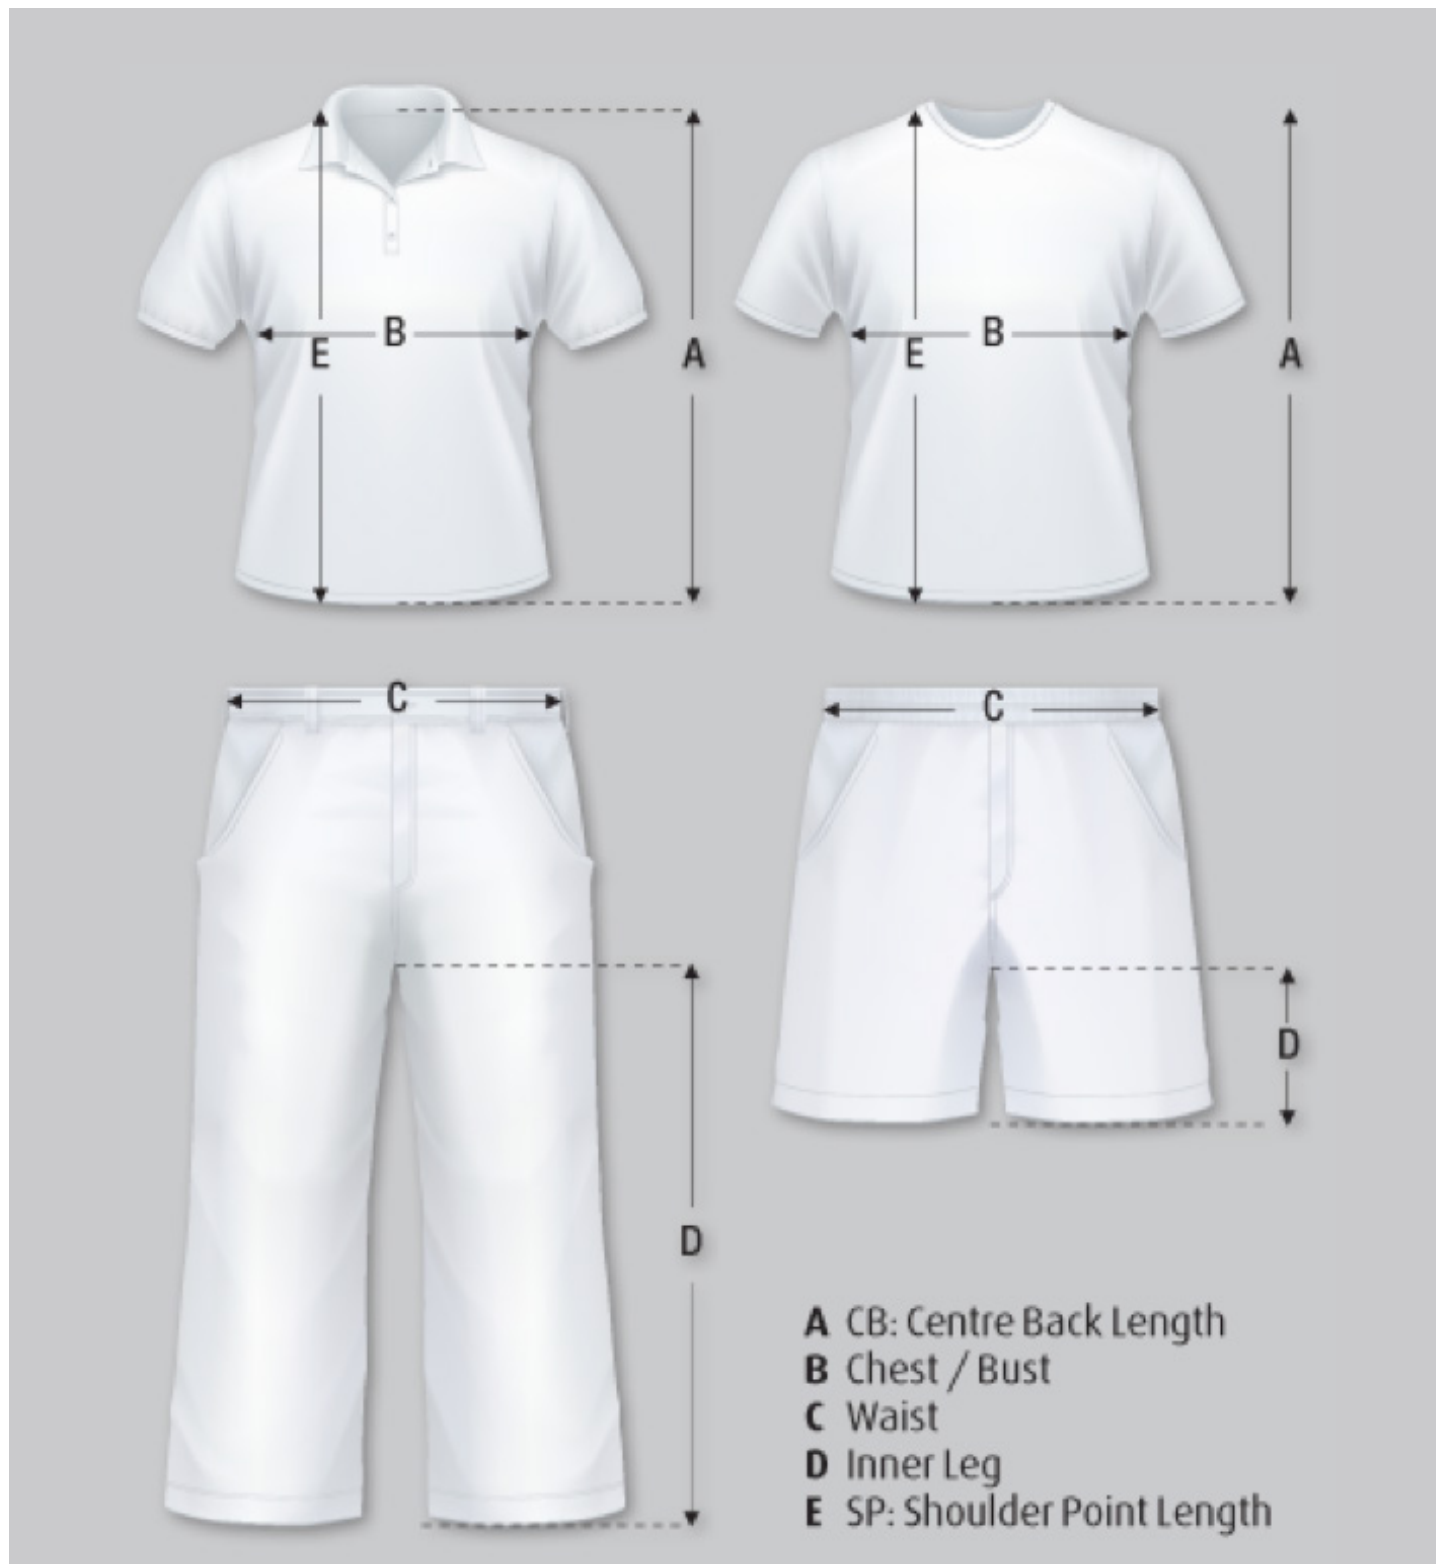 B
E
A
B
E
A
C
C
D
D
A CB: Centre Back Length
B Chest / Bust
C Waist
D Inner Leg
E SP: Shoulder Point Length